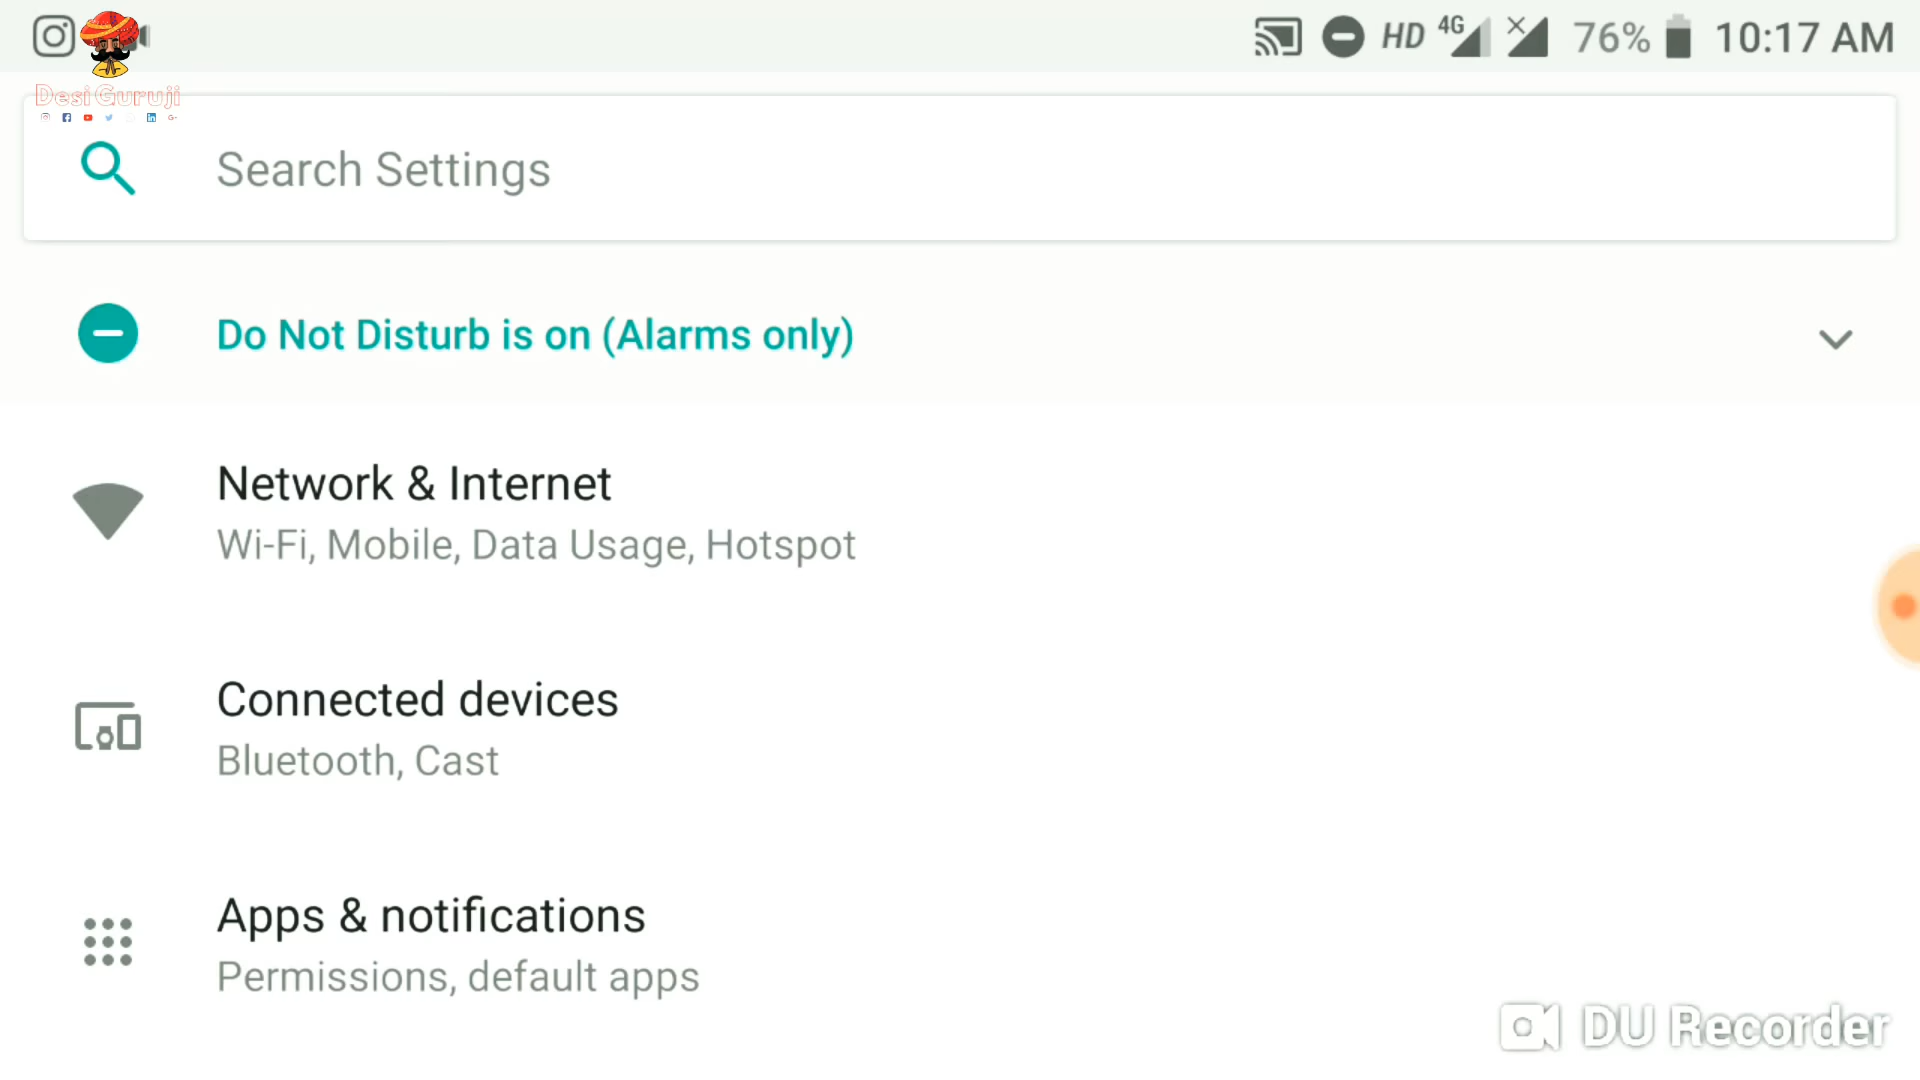 HD 4G 76% 10:17 AM
Desi Guruji
Search Settings
Do Not Disturb is on (Alarms only)
Network & Internet
Wi-Fi, Mobile, Data Usage, Hotspot
Connected devices
Bluetooth, Cast
Apps & notifications
Permissions, default apps
DU Recorder